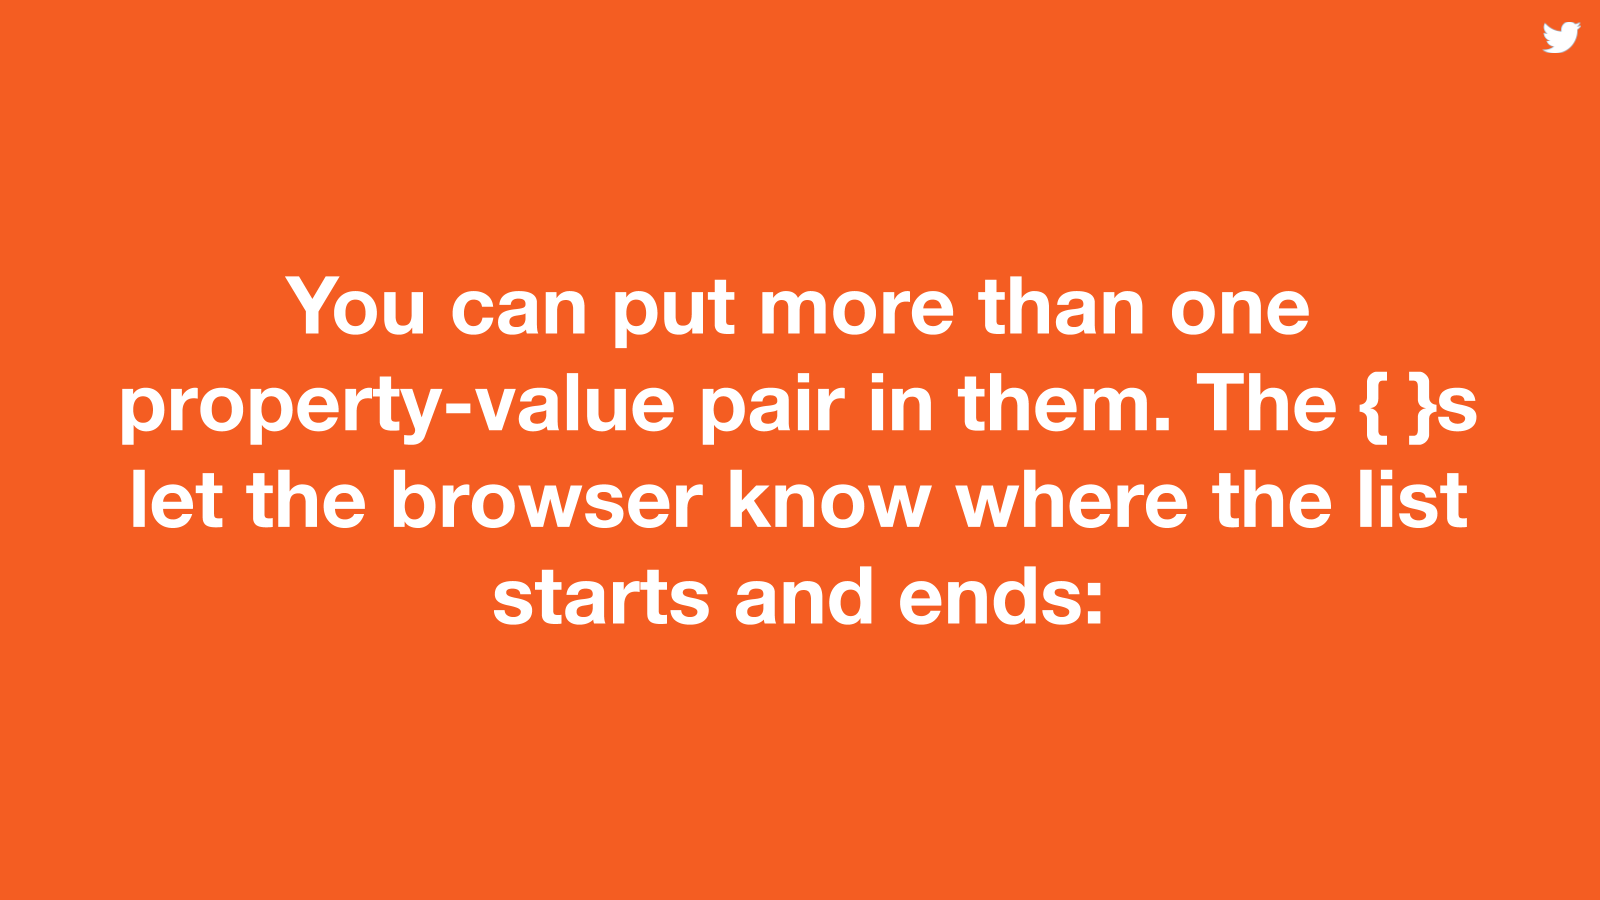 You can put more than one
property-value pair in them. The { }s
let the browser know where the list
starts and ends: